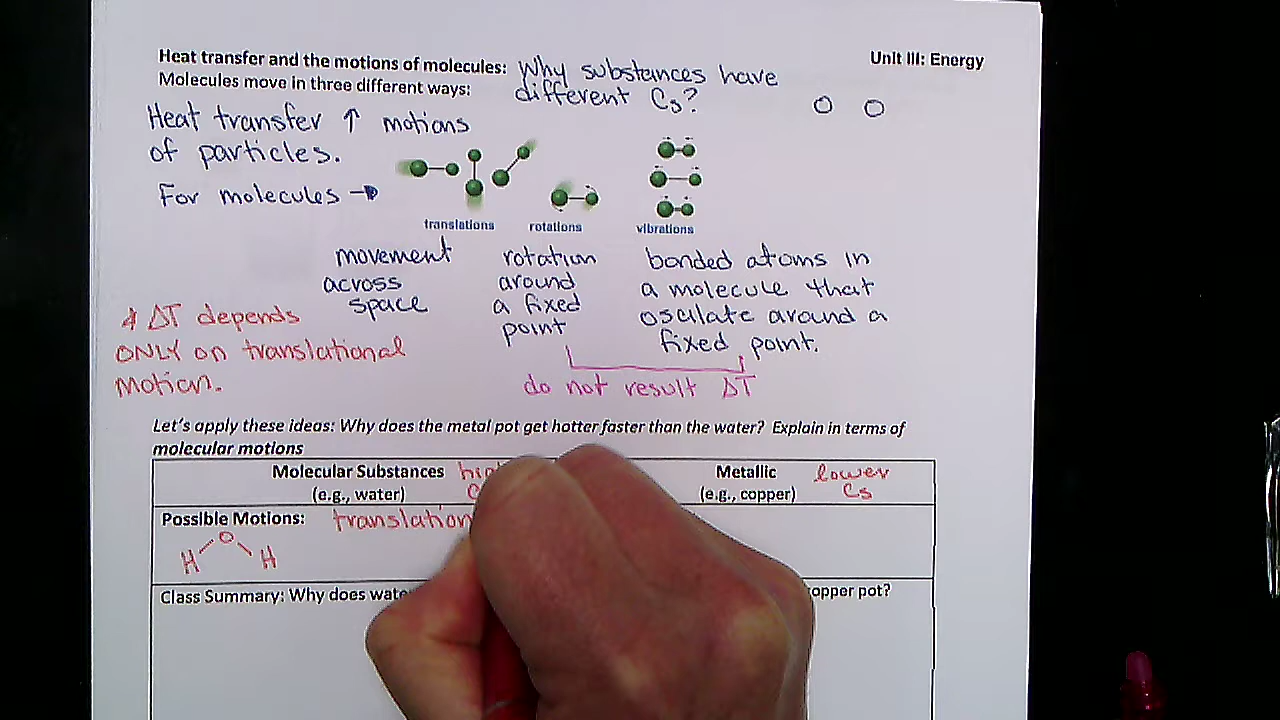 Heat transfer and the motions of molecules: Why substances have
Unit III: Energy
Molecules move in three different ways: different Cs?
Heat transfer ↑ motions
of particles.
For molecules →
translations rotations vibrations
movement
across
space
rotation
around
a fixed
point
bonded atoms in
a molecule that
osculate around a
fixed point.
ΔT depends
ONLY on translational
motion.
do not result ΔT
Let's apply these ideas: Why does the metal pot get hotter faster than the water? Explain in terms of
molecular motions
Molecular Substances
(e.g., water)
Metallic lower
(e.g., copper) Cs
Possible Motions: translation
H O H
Class Summary: Why does opper pot?